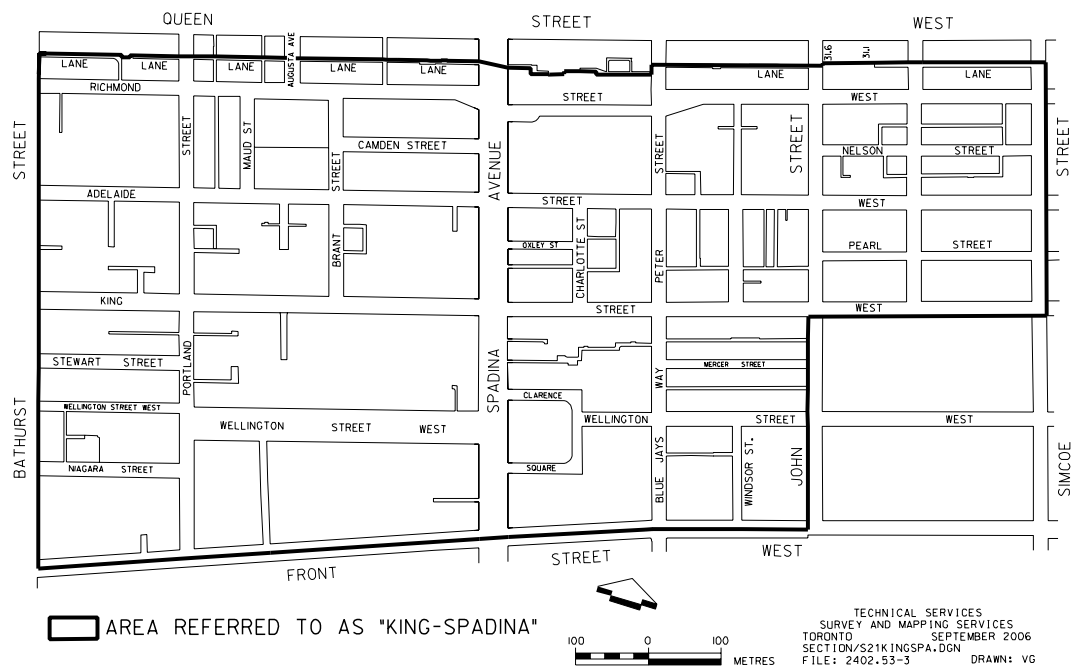 QUEEN STREET WEST
31.6 31.1
LANE LANE LANE LANE LANE LANE LANE
AUGUSTA AVE
RICHMOND STREET WEST
STREET STREET MAUD ST STREET CAMDEN STREET AVENUE STREET STREET NELSON STREET STREET
ADELAIDE STREET WEST
BRANT OXLEY ST CHARLOTTE ST PETER PEARL STREET
KING STREET WEST
STEWART STREET PORTLAND SPADINA WAY MERCER STREET
CLARENCE
BATHURST
WELLINGTON STREET WEST
WELLINGTON STREET WEST WELLINGTON STREET WEST
NIAGARA STREET SQUARE BLUE JAYS WINDSOR ST. JOHN SIMCOE
FRONT STREET WEST
AREA REFERRED TO AS "KING-SPADINA"
100 0 100
METRES
TECHNICAL SERVICES
SURVEY AND MAPPING SERVICES
TORONTO SEPTEMBER 2006
SECTION/S21KINGSPA.DGN
FILE: 2402.53-3 DRAWN: VG